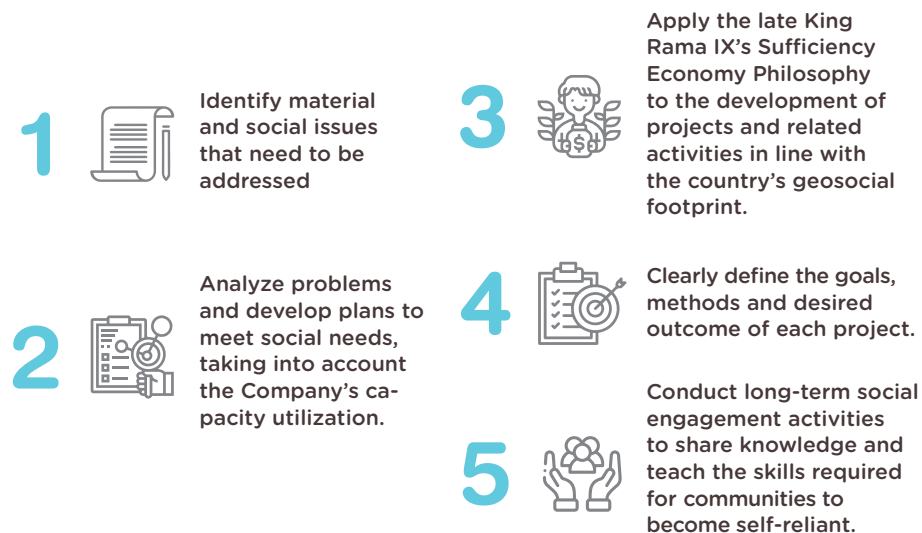 1
Identify material
and social issues
that need to be
addressed
2
Analyze problems
and develop plans to
meet social needs,
taking into account
the Company's ca-
pacity utilization.
3
Apply the late King
Rama IX's Sufficiency
Economy Philosophy
to the development of
projects and related
activities in line with
the country's geosocial
footprint.
$
4
Clearly define the goals,
methods and desired
outcome of each project.
5
Conduct long-term social
engagement activities
to share knowledge and
teach the skills required
for communities to
become self-reliant.